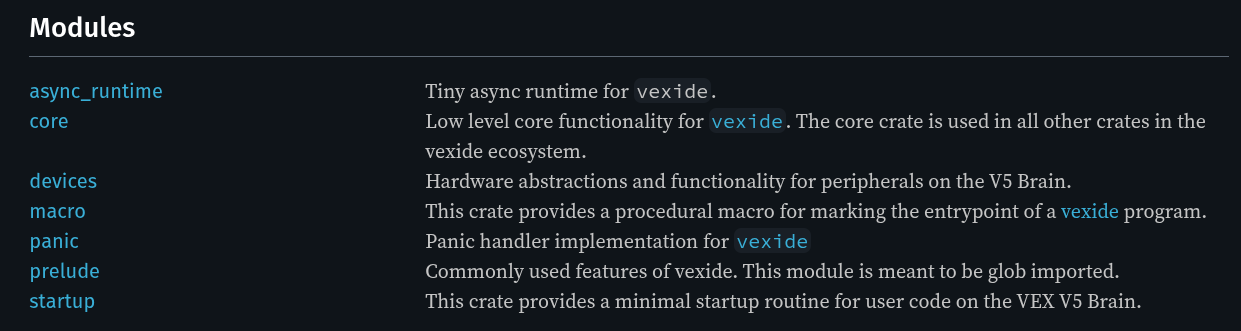 Modules
async_runtime Tiny async runtime for vexide.
core Low level core functionality for vexide. The core crate is used in all other crates in the
vexide ecosystem.
devices Hardware abstractions and functionality for peripherals on the V5 Brain.
macro This crate provides a procedural macro for marking the entrypoint of a vexide program.
panic Panic handler implementation for vexide
prelude Commonly used features of vexide. This module is meant to be glob imported.
startup This crate provides a minimal startup routine for user code on the VEX V5 Brain.